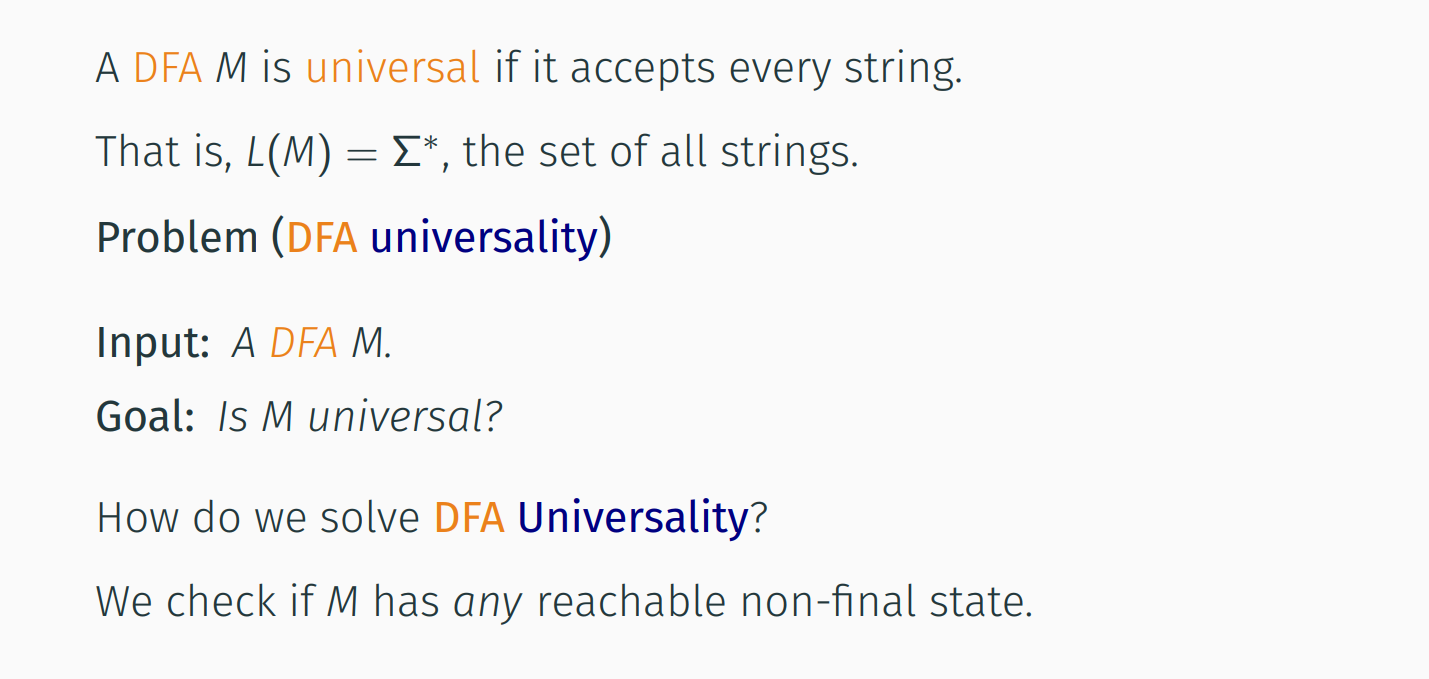 A DFA M is universal if it accepts every string.
That is, L(M) = Σ*, the set of all strings.
Problem (DFA universality)
Input: A DFA M.
Goal: Is M universal?
How do we solve DFA Universality?
We check if M has any reachable non-final state.